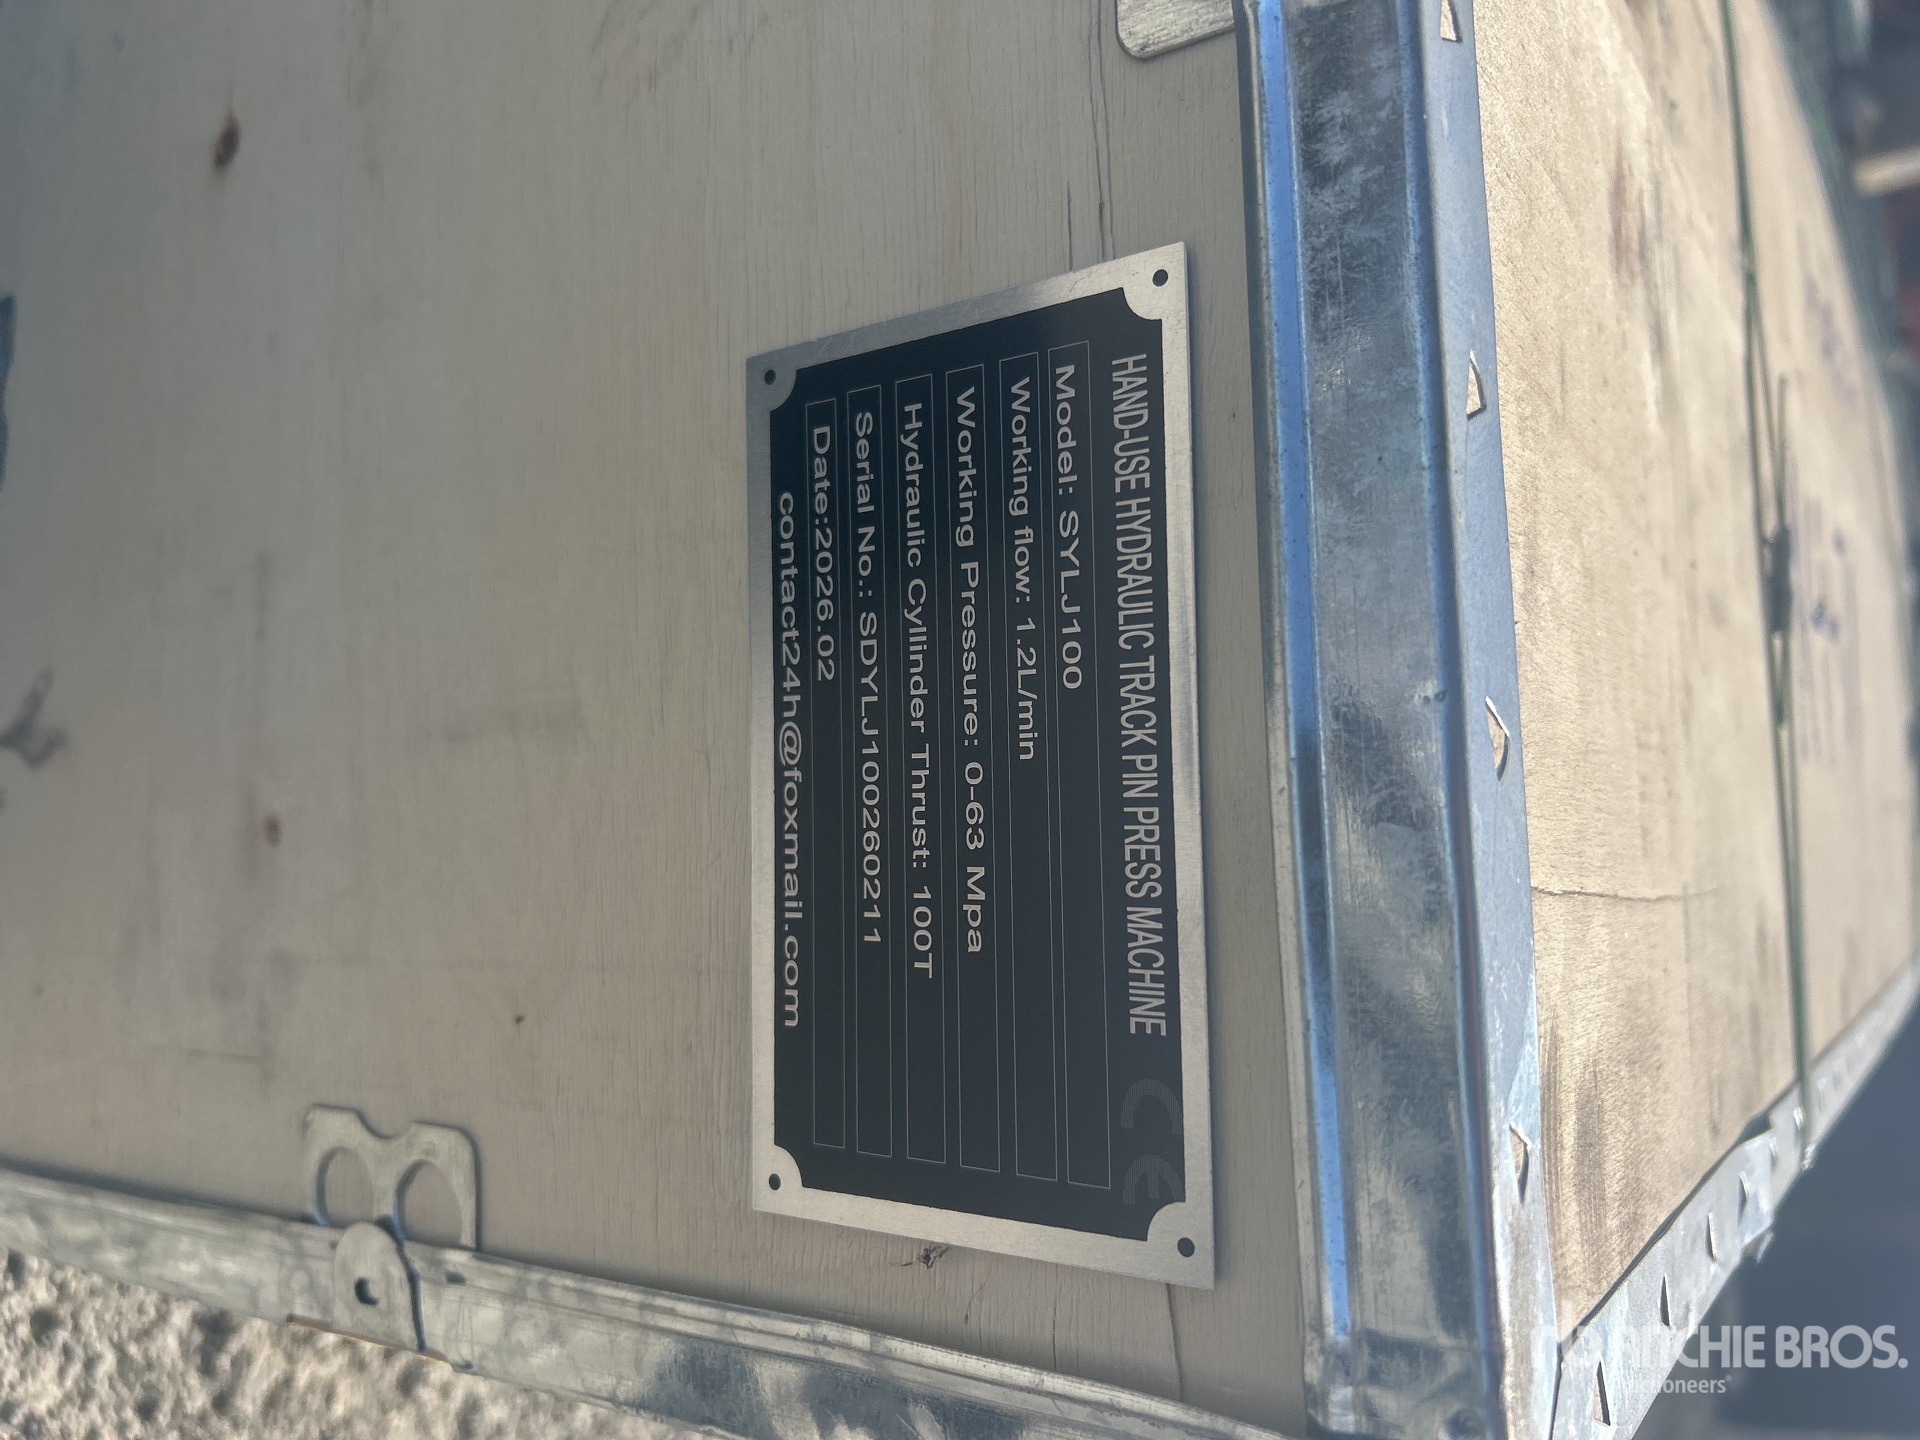 HAND-USE HYDRAULIC TRACK PIN PRESS MACHINE CE
Model: SYLJ100
Working flow: 1.2L/min
Working Pressure: 0-63 Mpa
Hydraulic Cyllinder Thrust: 100T
Serial No.: SDYLJ100260211
Date:2026.02
contact24h@foxmail.com
RITCHIE BROS.
Auctioneers